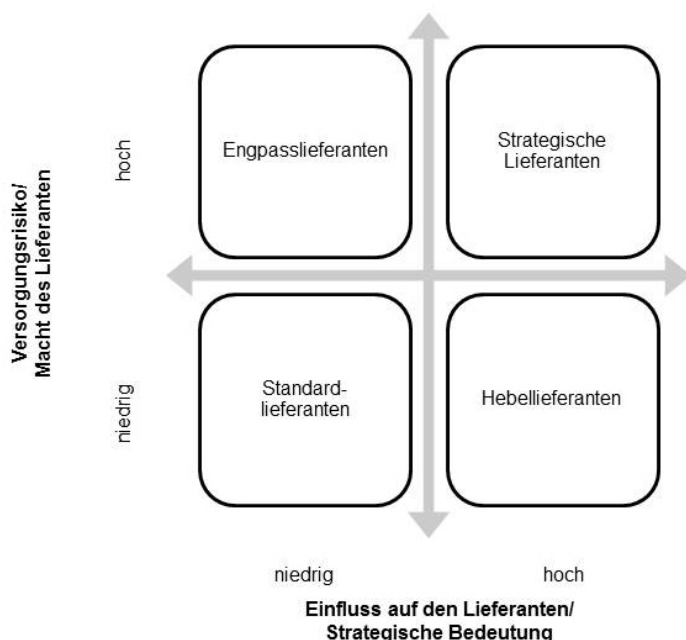 Versorgungsrisiko/
Macht des Lieferanten
hoch
niedrig
Engpasslieferanten
Strategische
Lieferanten
Standard-
lieferanten
Hebellieferanten
niedrig
hoch
Einfluss auf den Lieferanten/
Strategische Bedeutung